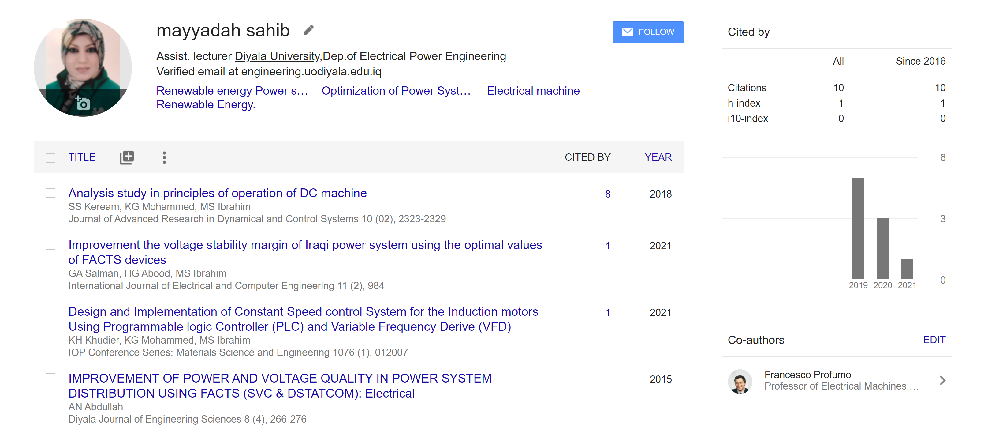 mayyadah sahib
FOLLOW
Assist. lecturer Diyala University,Dep.of Electrical Power Engineering
Verified email at engineering.uodiyala.edu.iq
Renewable energy Power s… Optimization of Power Syst… Electrical machine
Renewable Energy.
TITLE CITED BY YEAR
Analysis study in principles of operation of DC machine 8 2018
SS Keream, KG Mohammed, MS Ibrahim
Journal of Advanced Research in Dynamical and Control Systems 10 (02), 2323-2329
Improvement the voltage stability margin of Iraqi power system using the optimal values 1 2021
of FACTS devices
GA Salman, HG Abood, MS Ibrahim
International Journal of Electrical and Computer Engineering 11 (2), 984
Design and Implementation of Constant Speed control System for the Induction motors 1 2021
Using Programmable logic Controller (PLC) and Variable Frequency Derive (VFD)
KH Khudier, KG Mohammed, MS Ibrahim
IOP Conference Series: Materials Science and Engineering 1076 (1), 012007
IMPROVEMENT OF POWER AND VOLTAGE QUALITY IN POWER SYSTEM 2015
DISTRIBUTION USING FACTS (SVC & DSTATCOM): Electrical
AN Abdullah
Diyala Journal of Engineering Sciences 8 (4), 266-276
Cited by
All Since 2016
Citations 10 10
h-index 1 1
i10-index 0 0
6
3
0
2019 2020 2021
Co-authors EDIT
Francesco Profumo
Professor of Electrical Machines,…